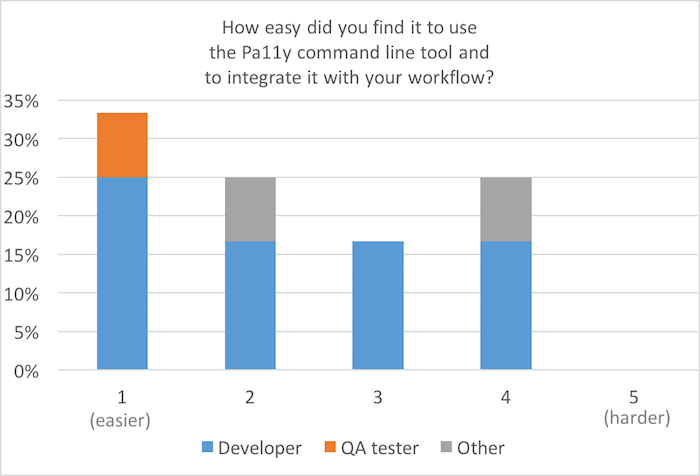 How easy did you find it to use
the Pa11y command line tool and
to integrate it with your workflow?
35%
30%
25%
20%
15%
10%
5%
0%
1 2 3 4 5
(easier) (harder)
Developer QA tester Other